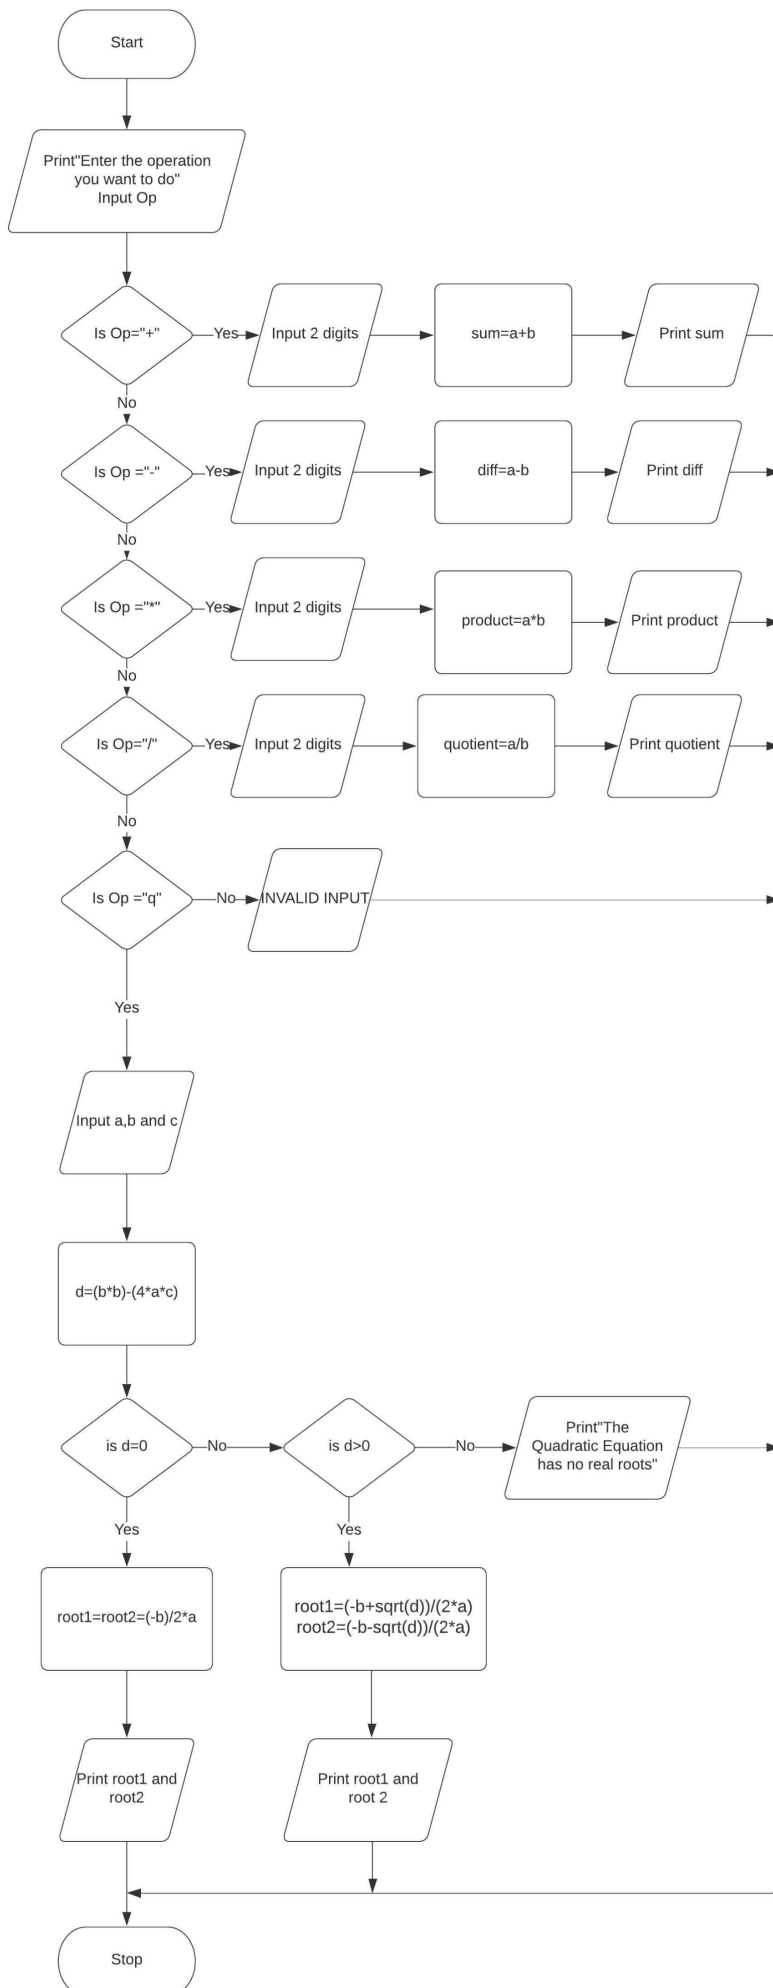 Start
Print"Enter the operation
you want to do"
Input Op
Is Op="+"
Yes
Input 2 digits
sum=a+b
Print sum
No
Is Op ="-"
Yes
Input 2 digits
diff=a-b
Print diff
No
Is Op ="*"
Yes
Input 2 digits
product=a*b
Print product
No
Is Op="/"
Yes
Input 2 digits
quotient=a/b
Print quotient
No
Is Op ="q"
No
INVALID INPUT
Yes
Input a,b and c
d=(b*b)-(4*a*c)
is d=0
No
is d>0
No
Print"The
Quadratic Equation
has no real roots"
Yes
Yes
root1=root2=(-b)/2*a
root1=(-b+sqrt(d))/(2*a)
root2=(-b-sqrt(d))/(2*a)
Print root1 and
root2
Print root1 and
root 2
Stop